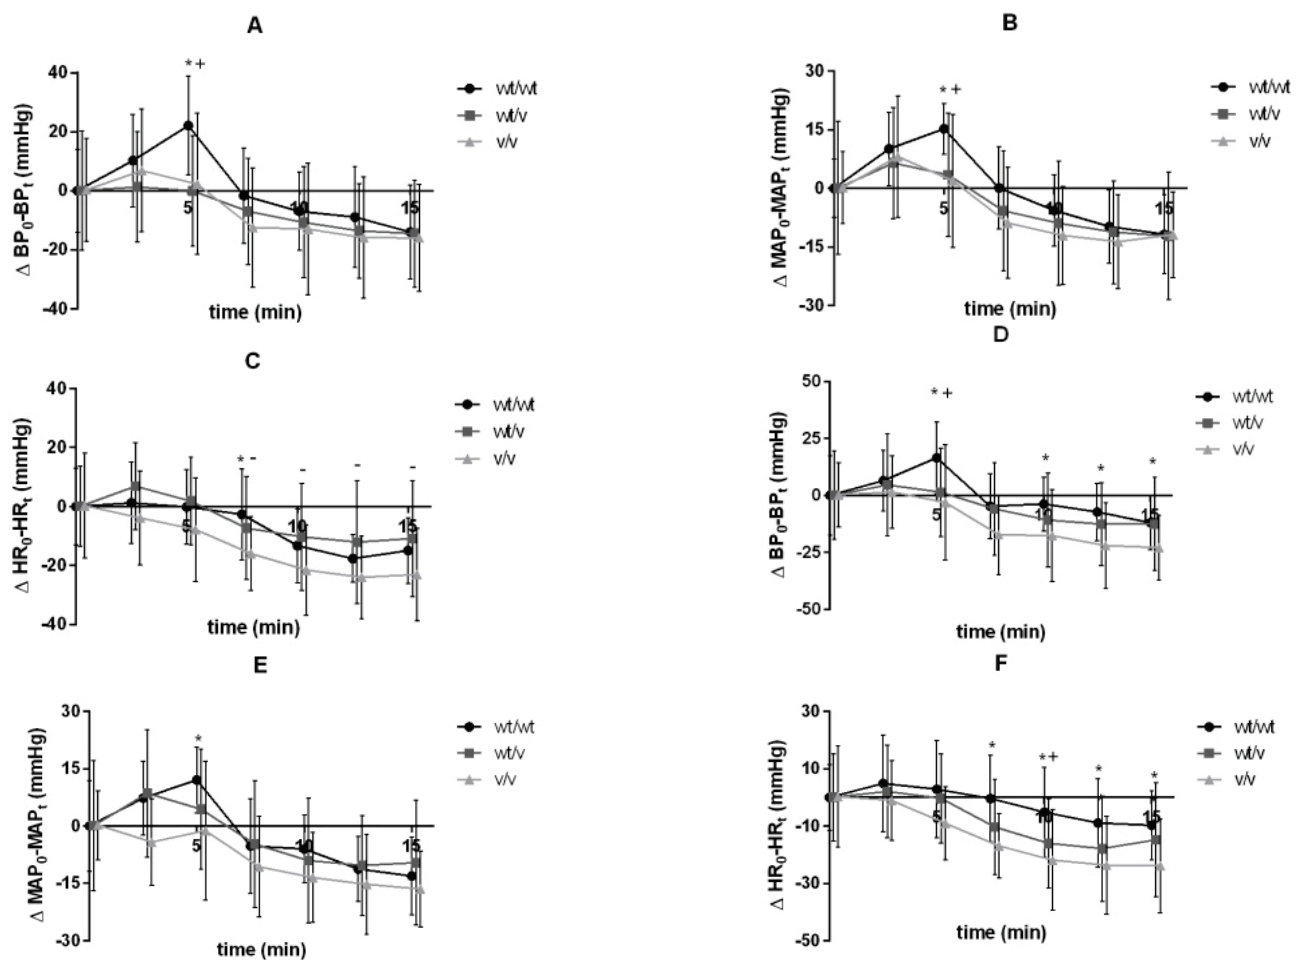 A
Δ BP0-BPt (mmHg)
40
20
0
-20
-40
* +
5
10
15
time (min)
wt/wt
wt/v
v/v
B
Δ MAP0-MAPt (mmHg)
30
15
0
-15
-30
* +
5
10
15
time (min)
wt/wt
wt/v
v/v
C
Δ HR0-HRt (mmHg)
40
20
0
-20
-40
* -
-
-
-
5
10
15
time (min)
wt/wt
wt/v
v/v
D
Δ BP0-BPt (mmHg)
50
25
0
-25
-50
* +
*
*
*
5
10
15
time (min)
wt/wt
wt/v
v/v
E
Δ MAP0-MAPt (mmHg)
30
15
0
-15
-30
*
5
10
15
time (min)
wt/wt
wt/v
v/v
F
Δ HR0-HRt (mmHg)
30
10
-10
-30
-50
*
*+
*
*
5
10
15
time (min)
wt/wt
wt/v
v/v